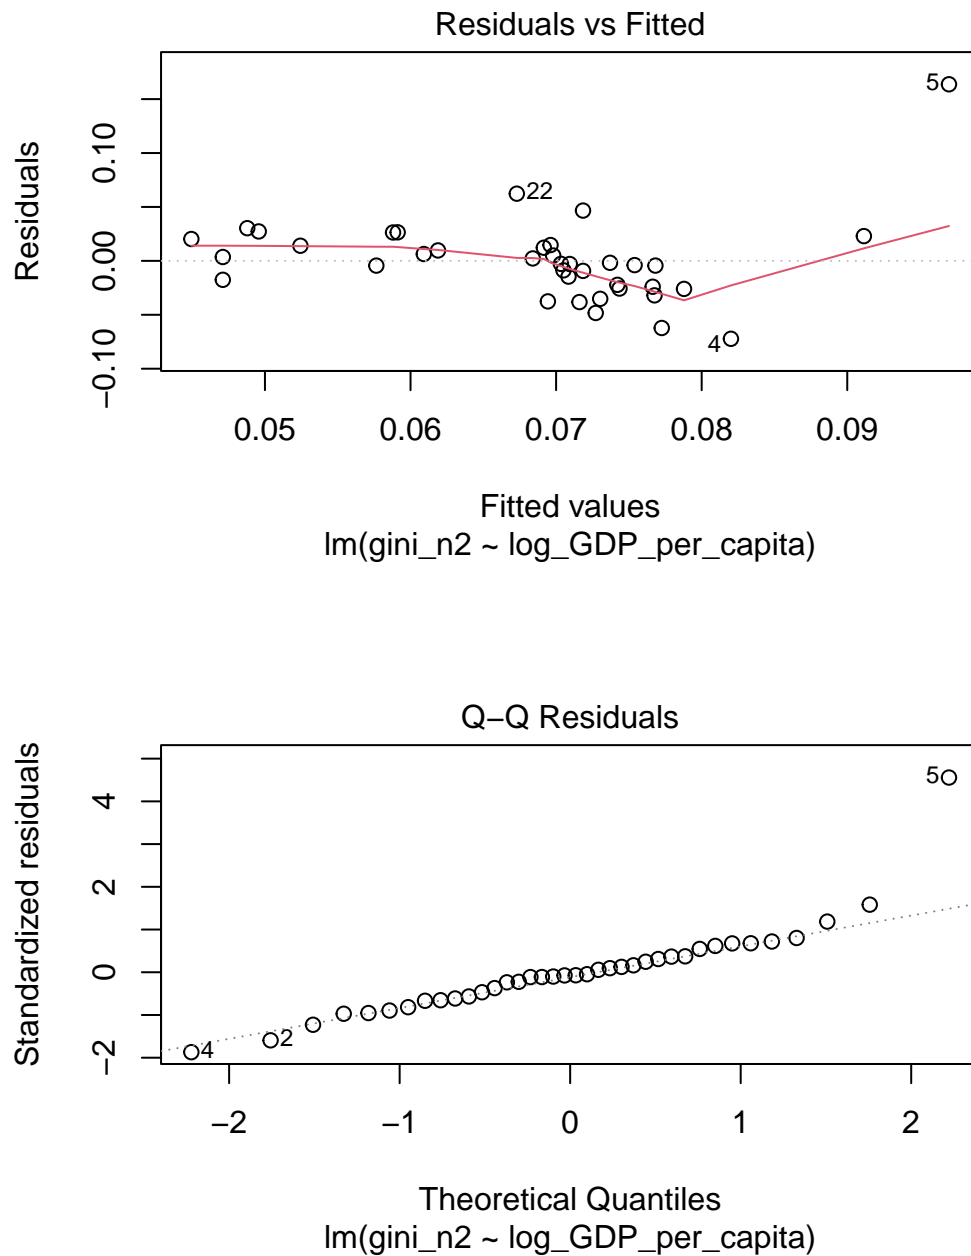 Residuals vs Fitted
Residuals
0.10
0.00
−0.10
5
22
4
0.05 0.06 0.07 0.08 0.09
Fitted values
lm(gini_n2 ~ log_GDP_per_capita)
Q−Q Residuals
Standardized residuals
4
2
0
−2
5
4
2
−2 −1 0 1 2
Theoretical Quantiles
lm(gini_n2 ~ log_GDP_per_capita)